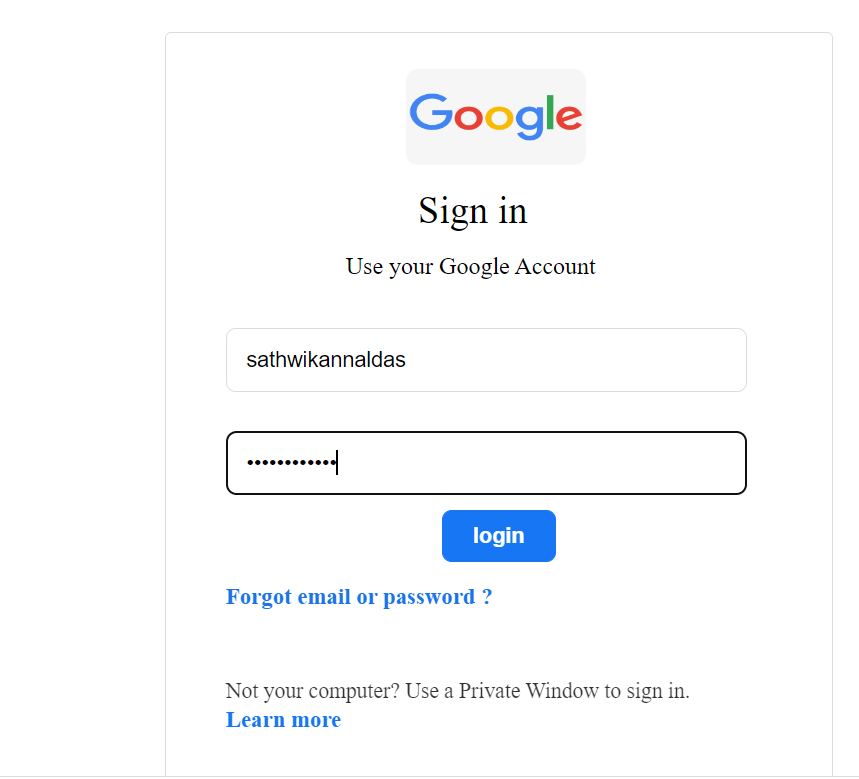 Google
Sign in
Use your Google Account
sathwikannaldas
••••••••••••
login
Forgot email or password ?
Not your computer? Use a Private Window to sign in.
Learn more